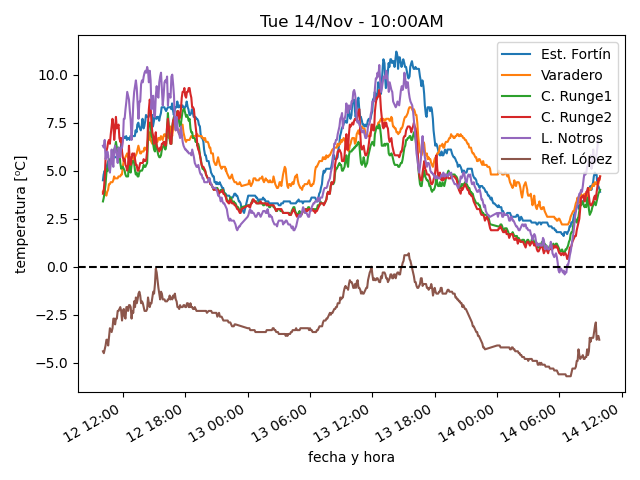 Tue 14/Nov - 10:00AM
temperatura [°C]
10.0
7.5
5.0
2.5
0.0
−2.5
−5.0
Est. Fortín
Varadero
C. Runge1
C. Runge2
L. Notros
Ref. López
12 12:00
12 18:00
13 00:00
13 06:00
13 12:00
13 18:00
14 00:00
14 06:00
14 12:00
fecha y hora